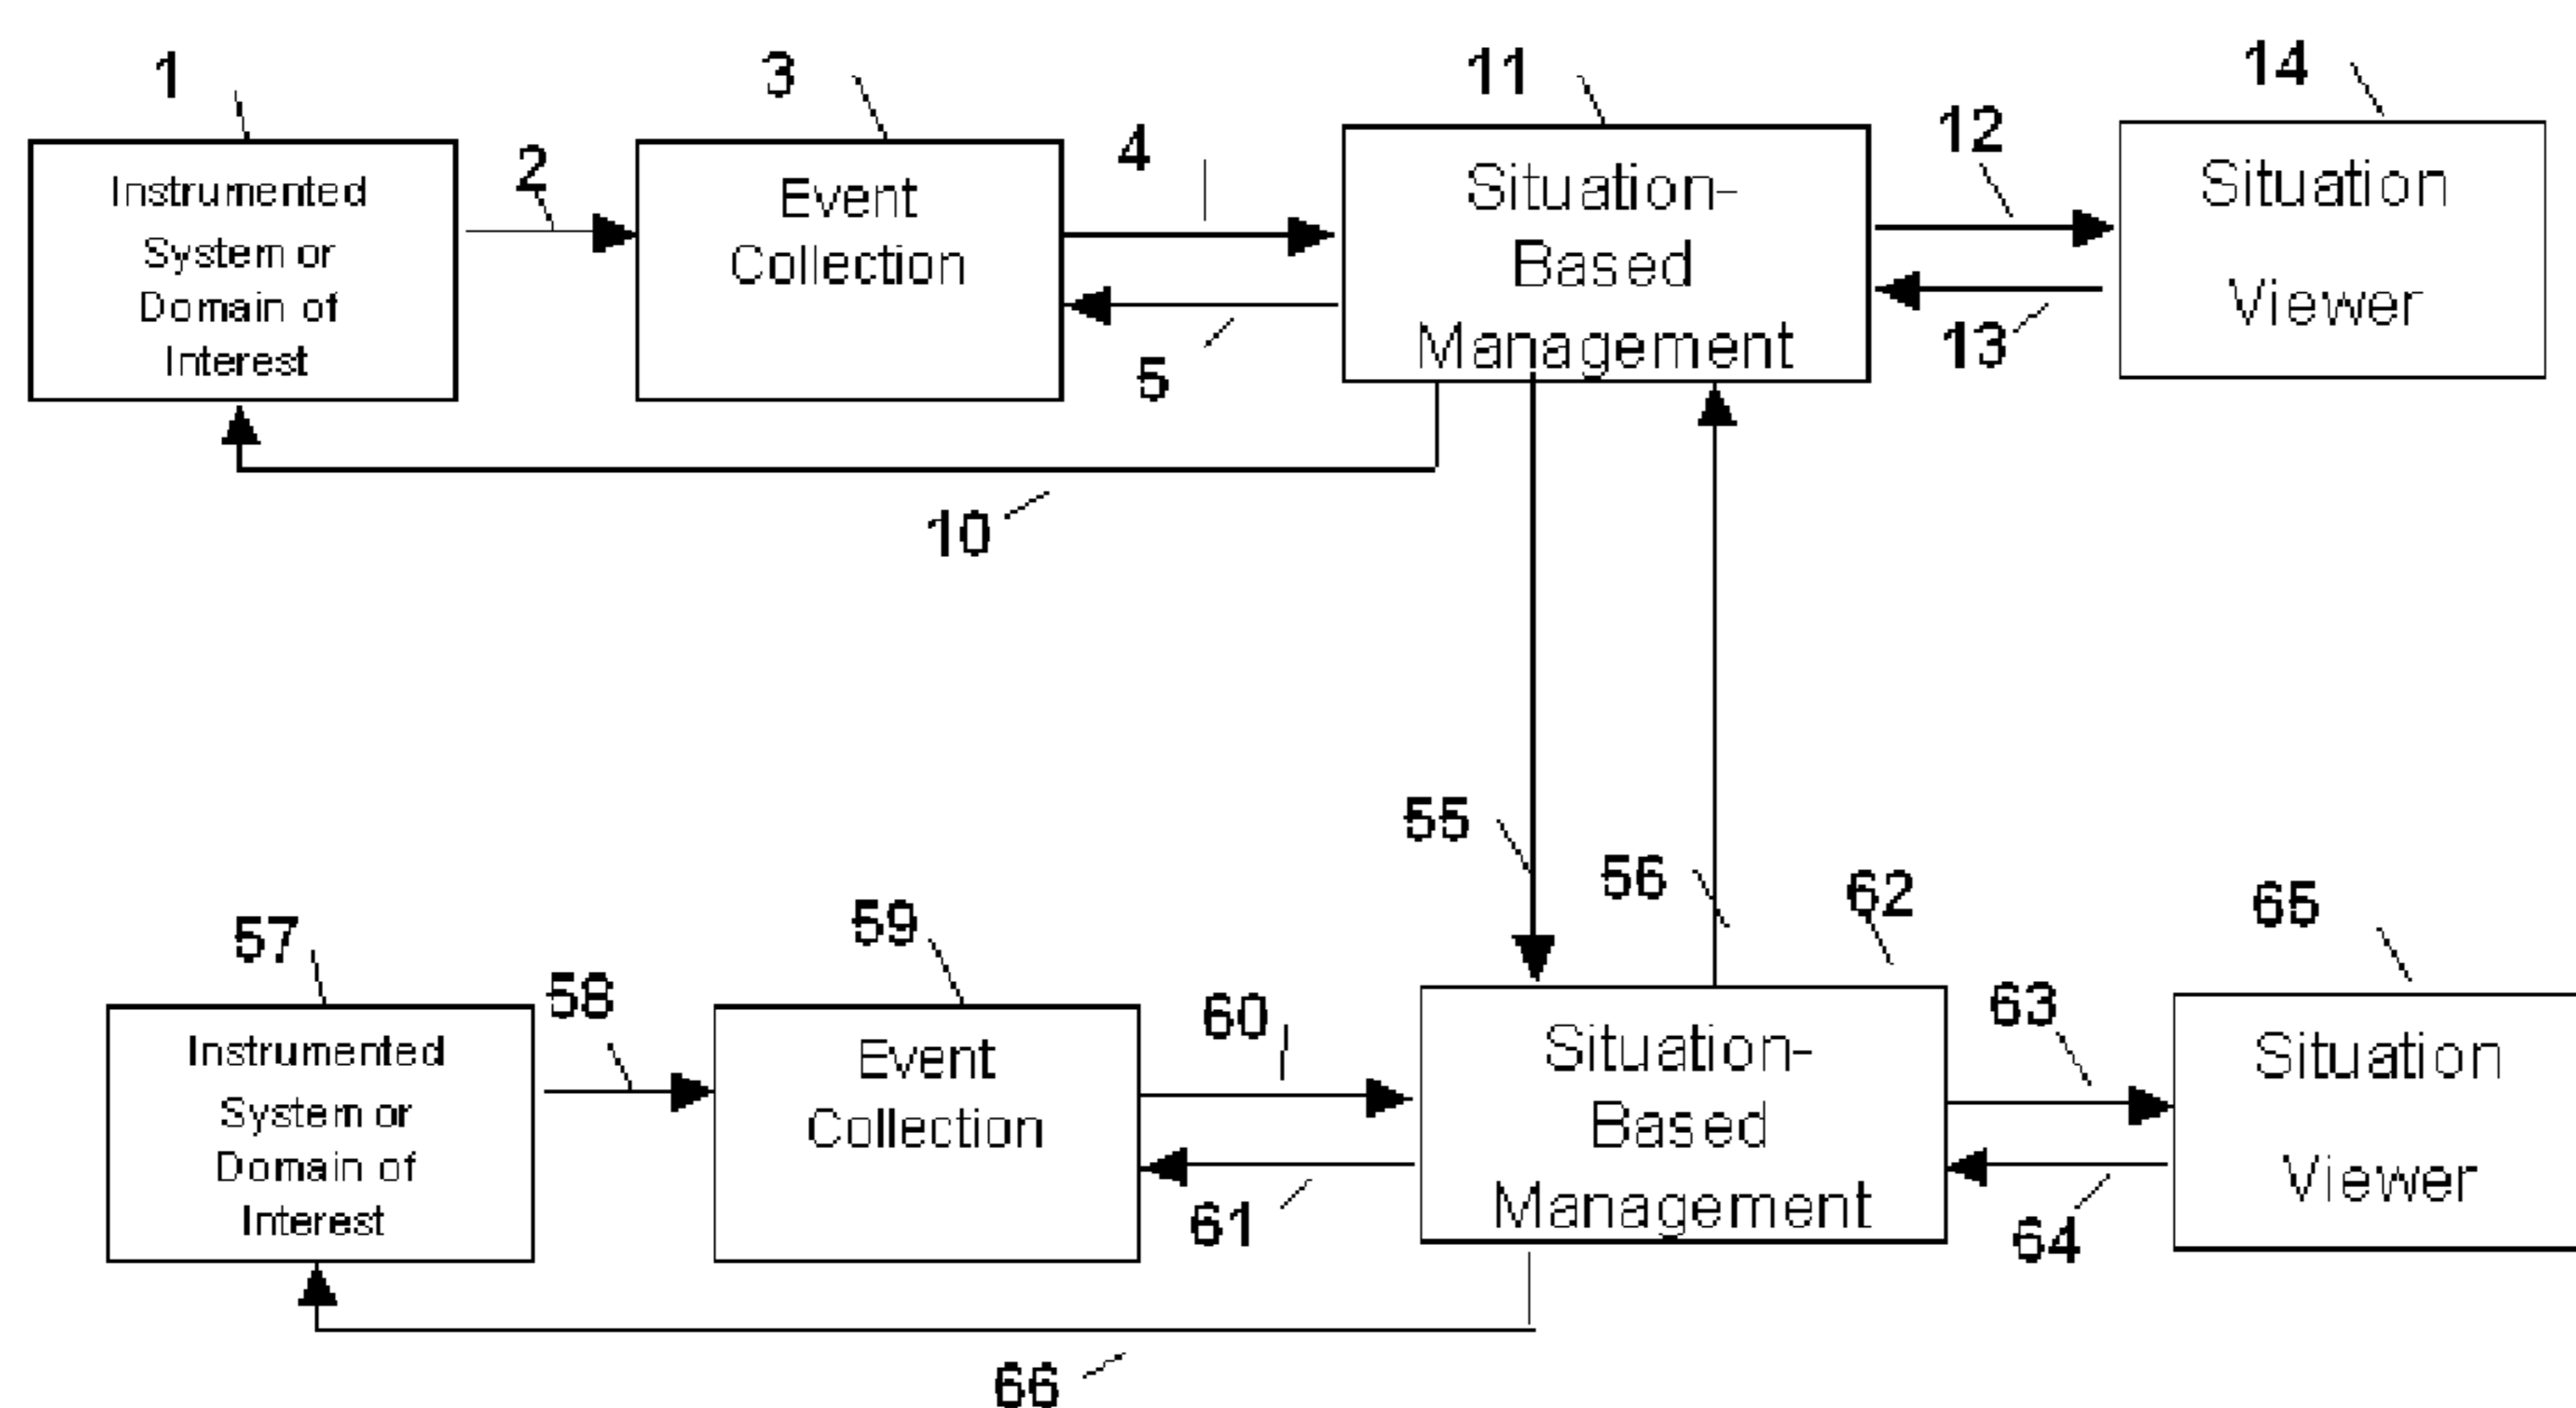 1
3
11
14
2
4
12
Instrumented
System or
Domain of
Interest
Event
Collection
Situation-
Based
Management
Situation
Viewer
5
13
10
55
56
62
65
57
59
58
60
63
Instrumented
System or
Domain of
Interest
Event
Collection
Situation-
Based
Management
Situation
Viewer
61
64
66